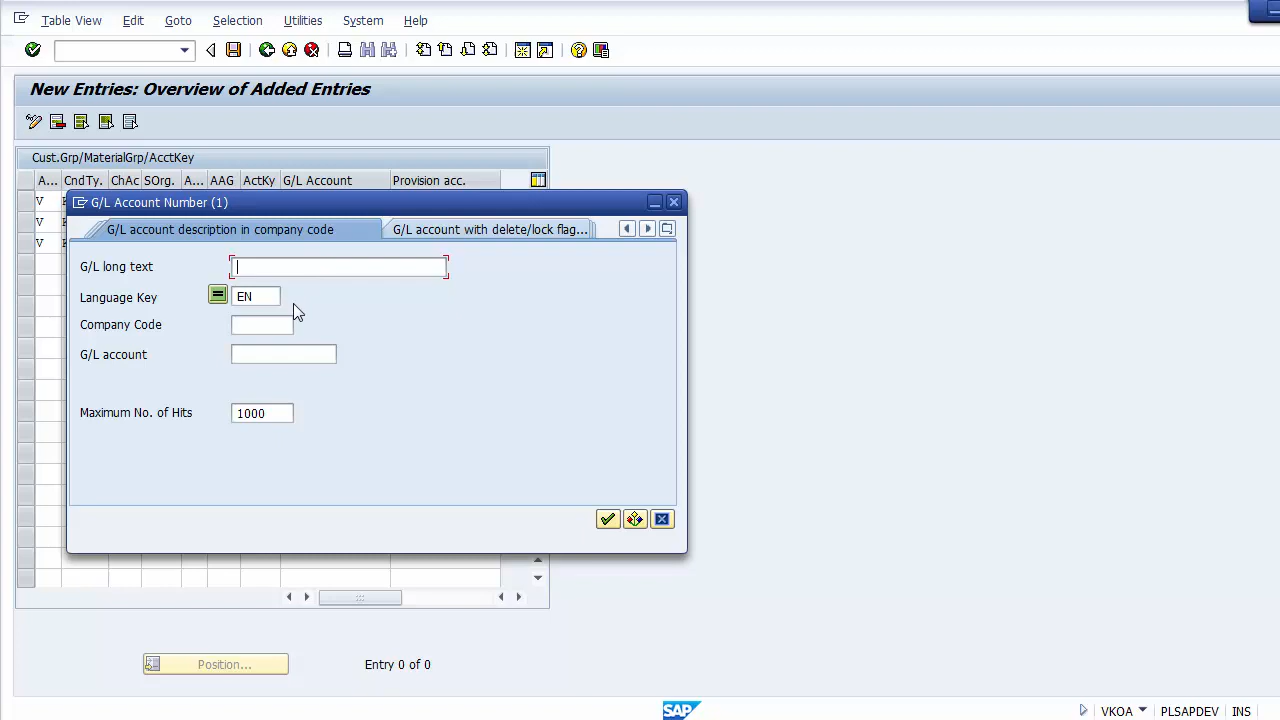 Table View Edit Goto Selection Utilities System Help
New Entries: Overview of Added Entries
Cust.Grp/MaterialGrp/AcctKey
A... CndTy. ChAc SOrg. A... AAG ActKy G/L Account Provision acc.
V
V
V
G/L Account Number (1)
G/L account description in company code G/L account with delete/lock flag...
G/L long text
Language Key = EN
Company Code
G/L account
Maximum No. of Hits 1000
Position... Entry 0 of 0
SAP VKOA PLSAPDEV INS